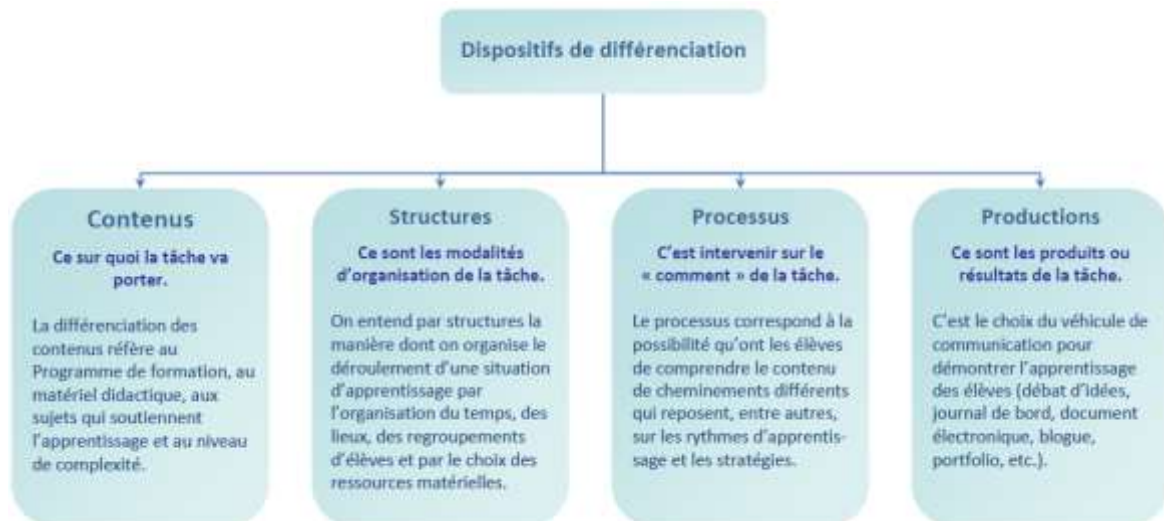 Dispositifs de différenciation
Contenus
Ce sur quoi la tâche va
porter.
La différenciation des
contenus réfère au
Programme de formation, au
matériel didactique, aux
sujets qui soutiennent
l'apprentissage et au niveau
de complexité.
Structures
Ce sont les modalités
d'organisation de la tâche.
On entend par structures la
manière dont on organise le
déroulement d'une situation
d'apprentissage par
l'organisation du temps, des
lieux, des regroupements
d'élèves et par le choix des
ressources matérielles.
Processus
C'est intervenir sur le
« comment » de la tâche.
Le processus correspond à la
possibilité qu'ont les élèves
de comprendre le contenu
de cheminements différents
qui reposent, entre autres,
sur les rythmes d'apprentis-
sage et les stratégies.
Productions
Ce sont les produits ou
résultats de la tâche.
C'est le choix du véhicule de
communication pour
démontrer l'apprentissage
des élèves (débat d'idées,
journal de bord, document
électronique, blogue,
portfolio, etc.).